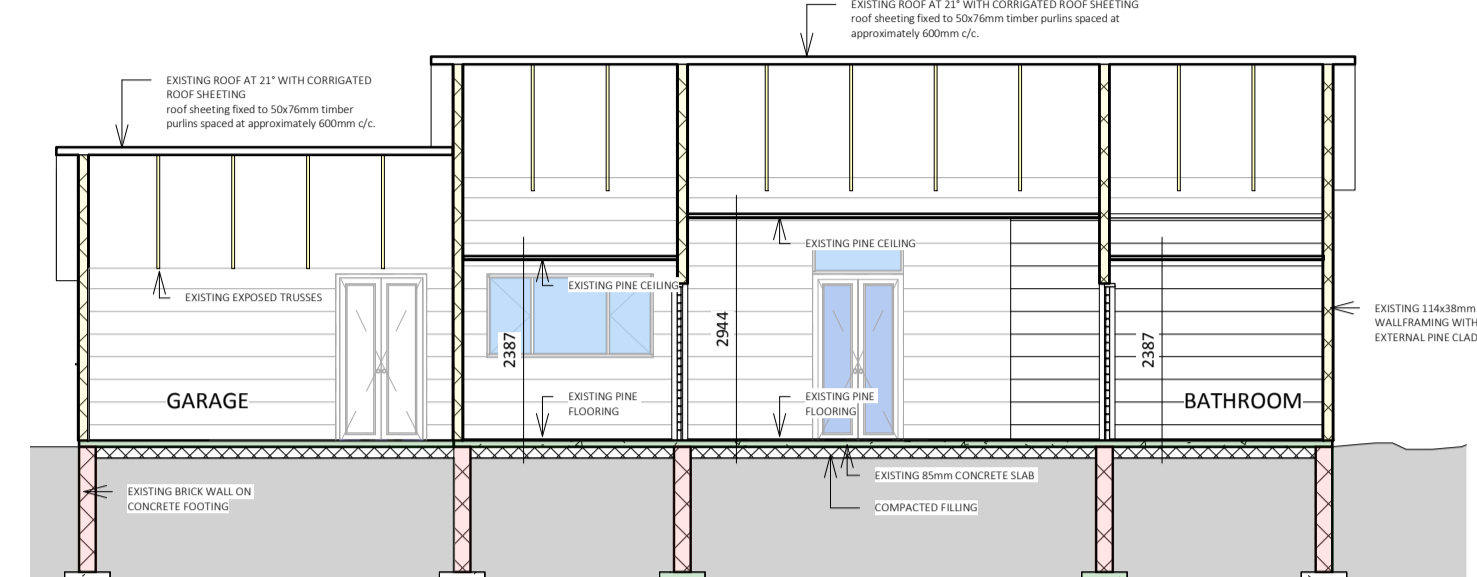 EXISTING ROOF AT 21° WITH CORRIGATED ROOF SHEETING
roof sheeting fixed to 50x76mm timber purlins spaced at
approximately 600mm c/c.
EXISTING ROOF AT 21° WITH CORRIGATED
ROOF SHEETING
roof sheeting fixed to 50x76mm timber
purlins spaced at approximately 600mm c/c.
EXISTING PINE CEILING
EXISTING PINE CEILING
EXISTING EXPOSED TRUSSES
EXISTING 114x38mm
WALLFRAMING WITH
EXTERNAL PINE CLAD
2387
2944
2387
GARAGE
EXISTING PINE
FLOORING
EXISTING PINE
FLOORING
BATHROOM
EXISTING 85mm CONCRETE SLAB
EXISTING BRICK WALL ON
CONCRETE FOOTING
COMPACTED FILLING